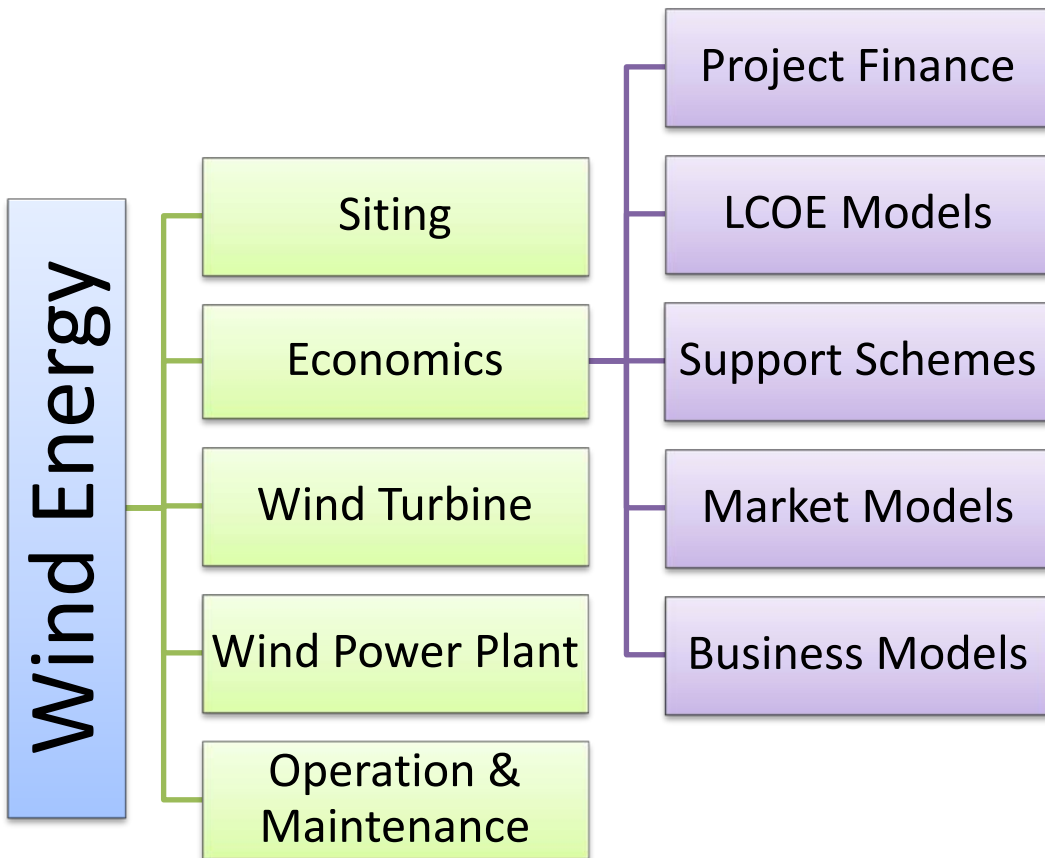 Wind Energy
Siting
Economics
Wind Turbine
Wind Power Plant
Operation &
Maintenance
Project Finance
LCOE Models
Support Schemes
Market Models
Business Models